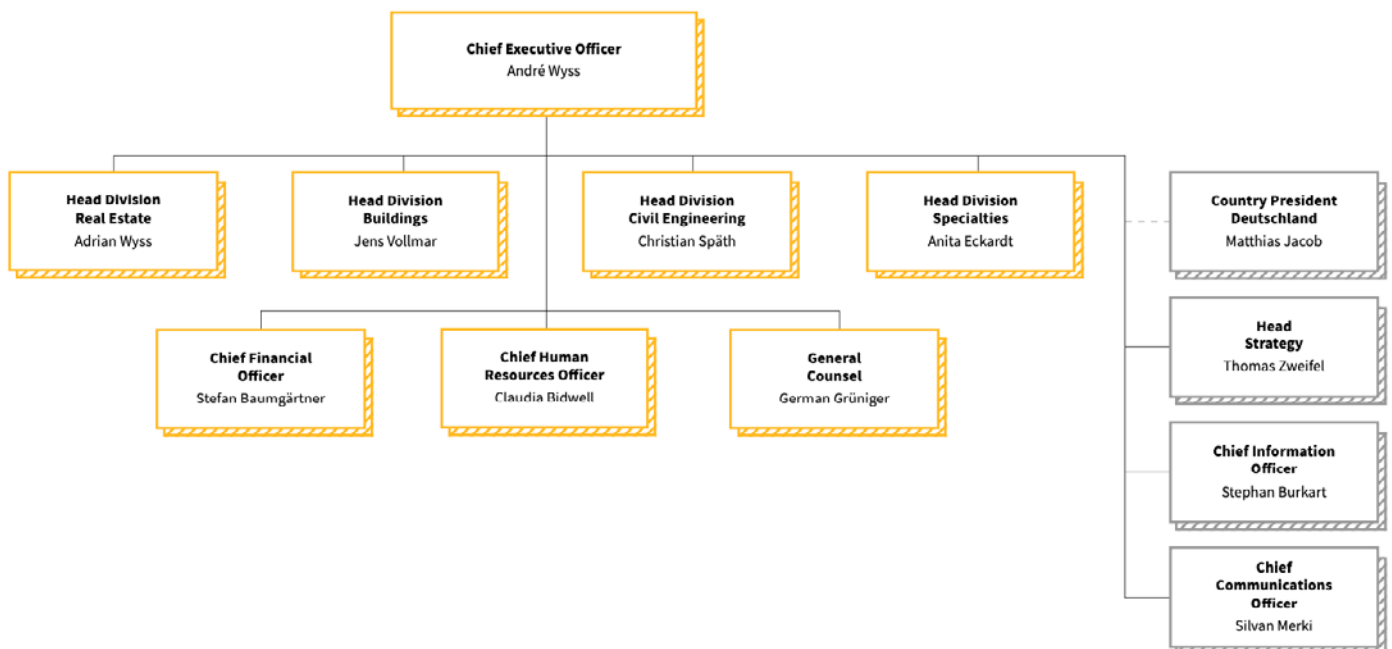 Chief Executive Officer
André Wyss
Head Division
Real Estate
Adrian Wyss
Head Division
Buildings
Jens Vollmar
Head Division
Civil Engineering
Christian Späth
Head Division
Specialties
Anita Eckardt
Country President
Deutschland
Matthias Jacob
Head
Strategy
Thomas Zweifel
Chief Financial
Officer
Stefan Baumgärtner
Chief Human
Resources Officer
Claudia Bidwell
General
Counsel
German Grüniger
Chief Information
Officer
Stephan Burkart
Chief
Communications
Officer
Silvan Merki